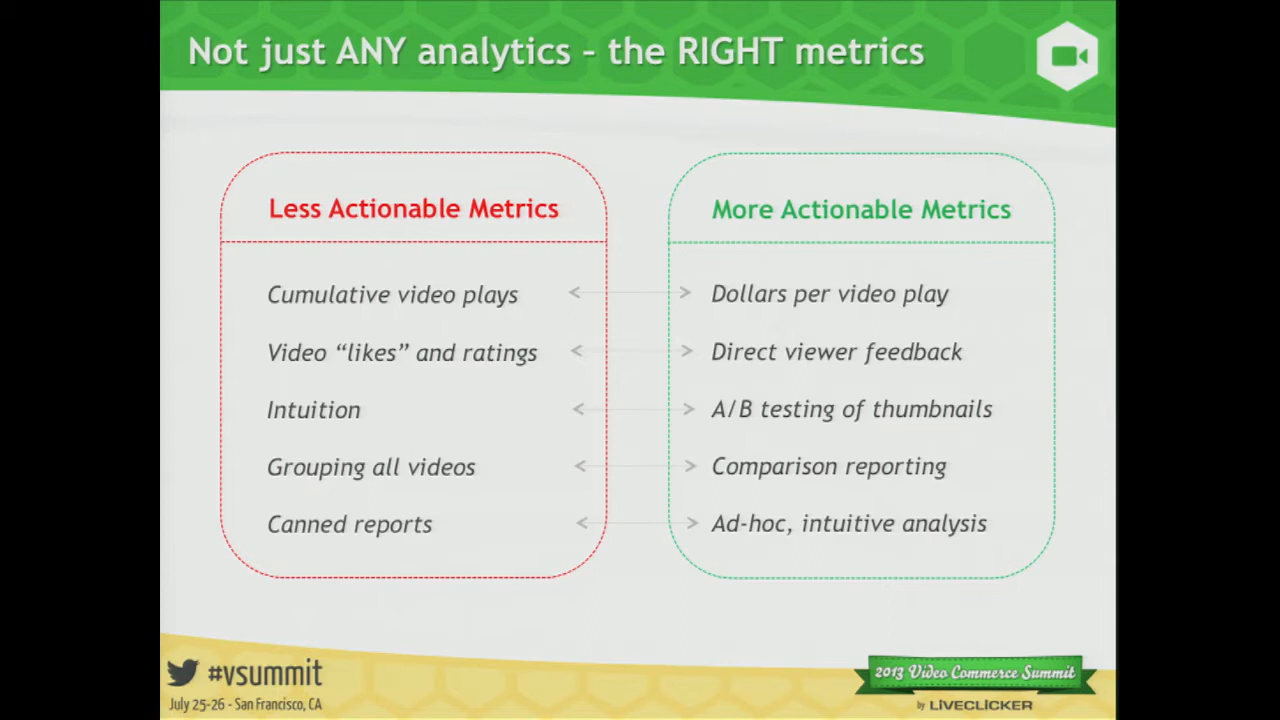 Not just ANY analytics – the RIGHT metrics
Less Actionable Metrics
Cumulative video plays
Video “likes” and ratings
Intuition
Grouping all videos
Canned reports
More Actionable Metrics
Dollars per video play
Direct viewer feedback
A/B testing of thumbnails
Comparison reporting
Ad-hoc, intuitive analysis
#vsummit
July 25-26 - San Francisco, CA
2013 Video Commerce Summit
by LIVECLICKER